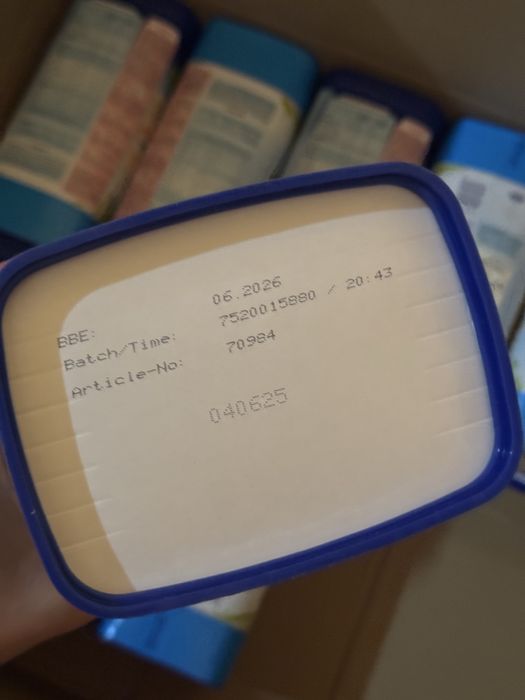 BBE: 06.2026
Batch/Time: 7520015880 / 20:43
Article-No: 70984
040625